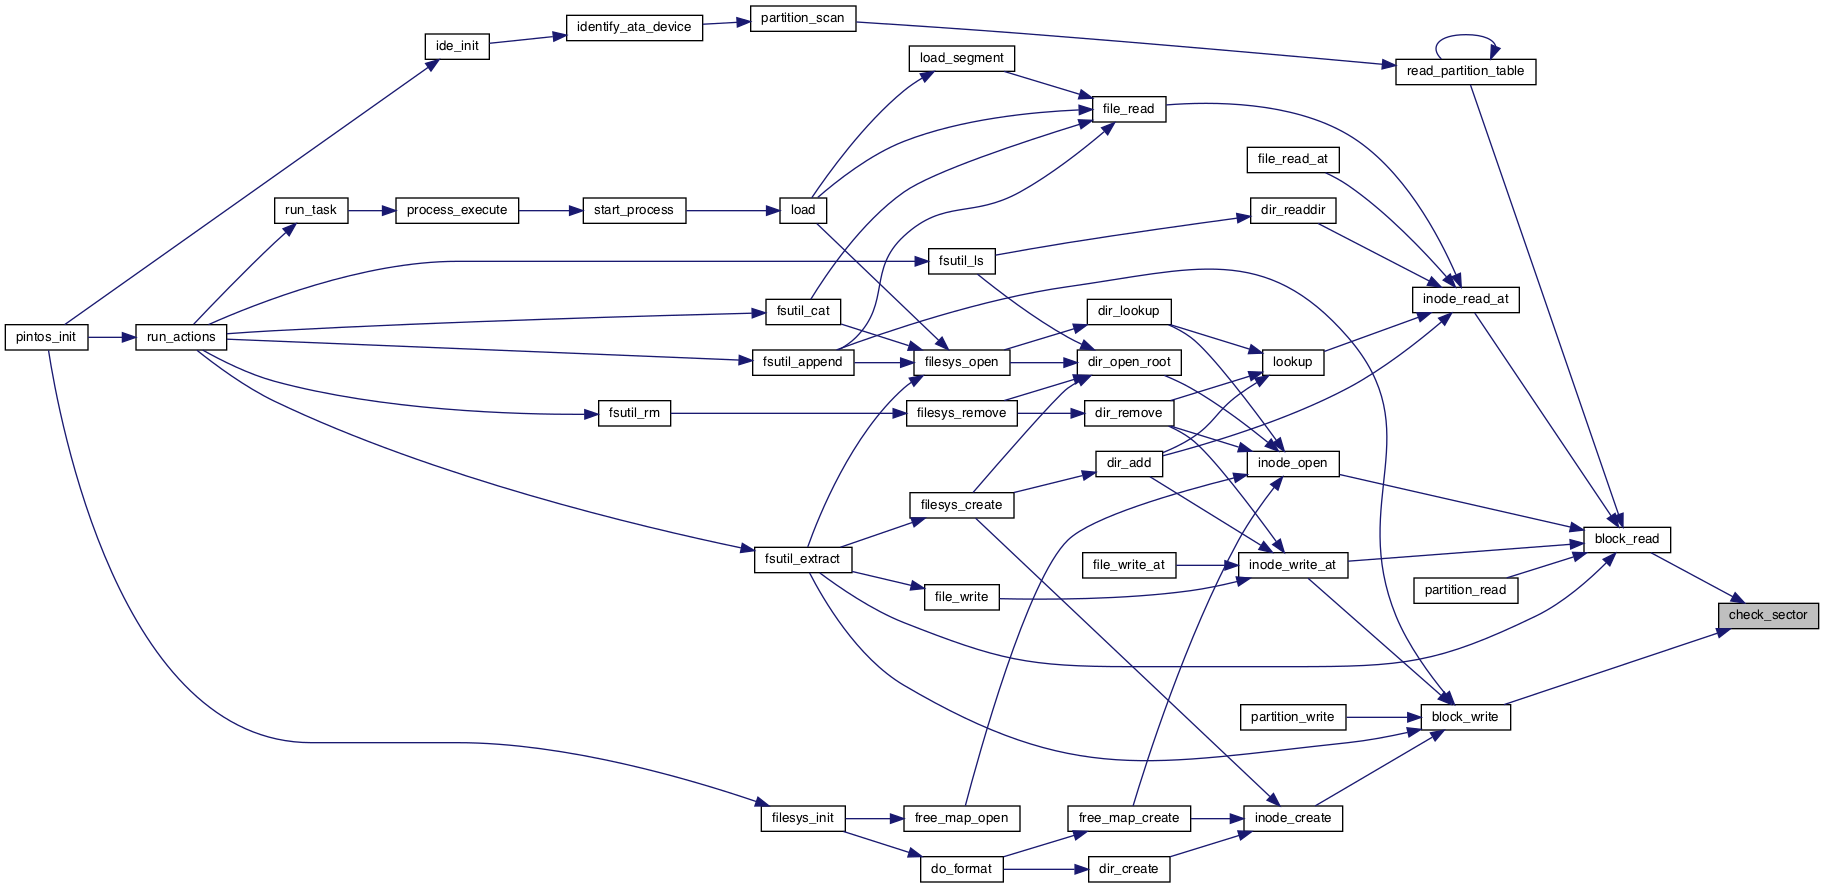 partition_scan
identify_ata_device
ide_init
load_segment
read_partition_table
file_read
file_read_at
run_task
process_execute
start_process
load
dir_readdir
fsutil_ls
inode_read_at
fsutil_cat
dir_lookup
pintos_init
run_actions
fsutil_append
filesys_open
dir_open_root
lookup
fsutil_rm
filesys_remove
dir_remove
dir_add
inode_open
filesys_create
block_read
fsutil_extract
file_write_at
inode_write_at
partition_read
file_write
check_sector
partition_write
block_write
filesys_init
free_map_open
free_map_create
inode_create
do_format
dir_create